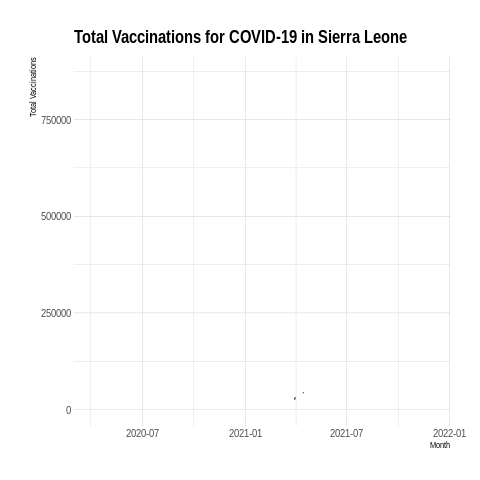 Total Vaccinations for COVID-19 in Sierra Leone
Total Vaccinations
750000
500000
250000
0
2020-07 2021-01 2021-07 2022-01
Month